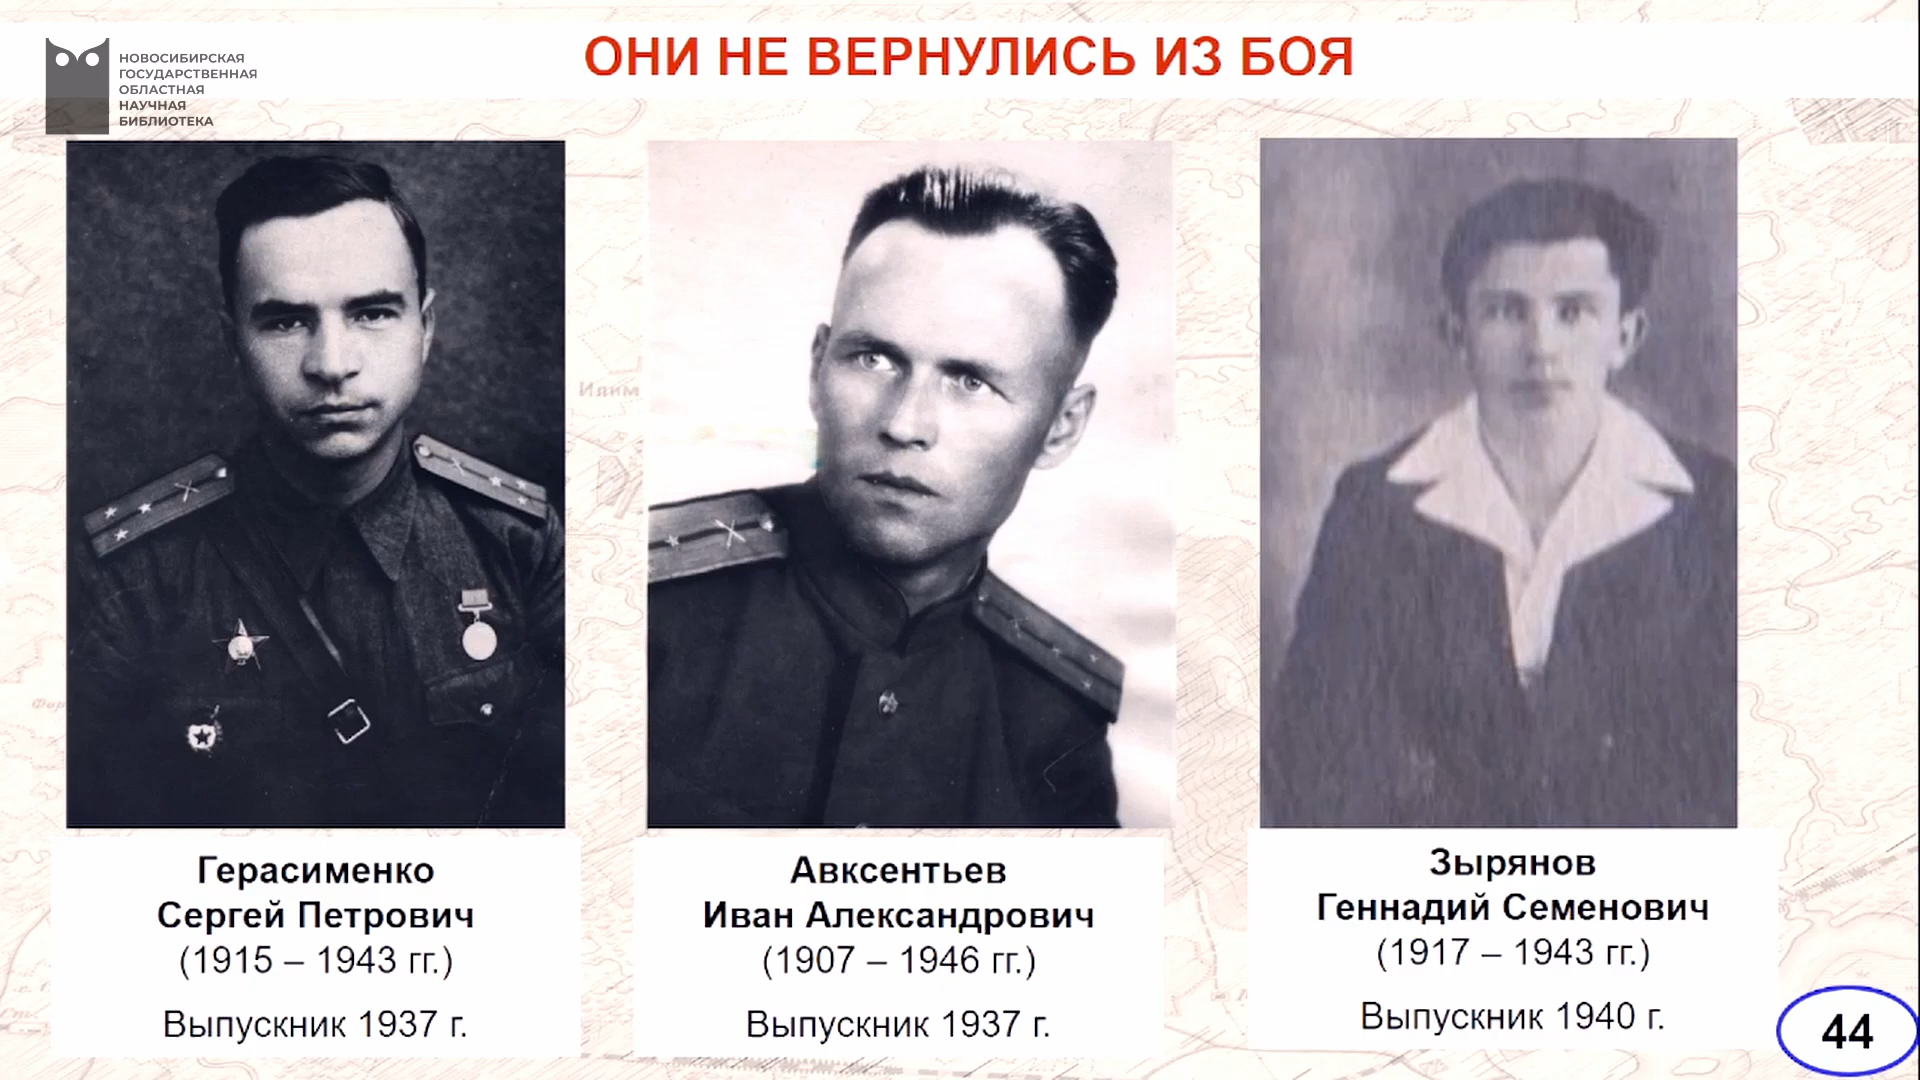 НОВОСИБИРСКАЯ
ГОСУДАРСТВЕННАЯ
ОБЛАСТНАЯ
НАУЧНАЯ
БИБЛИОТЕКА
ОНИ НЕ ВЕРНУЛИСЬ ИЗ БОЯ
Илим
Герасименко
Сергей Петрович
(1915 – 1943 гг.)
Выпускник 1937 г.
Авксентьев
Иван Александрович
(1907 – 1946 гг.)
Выпускник 1937 г.
Зырянов
Геннадий Семенович
(1917 – 1943 гг.)
Выпускник 1940 г.
44